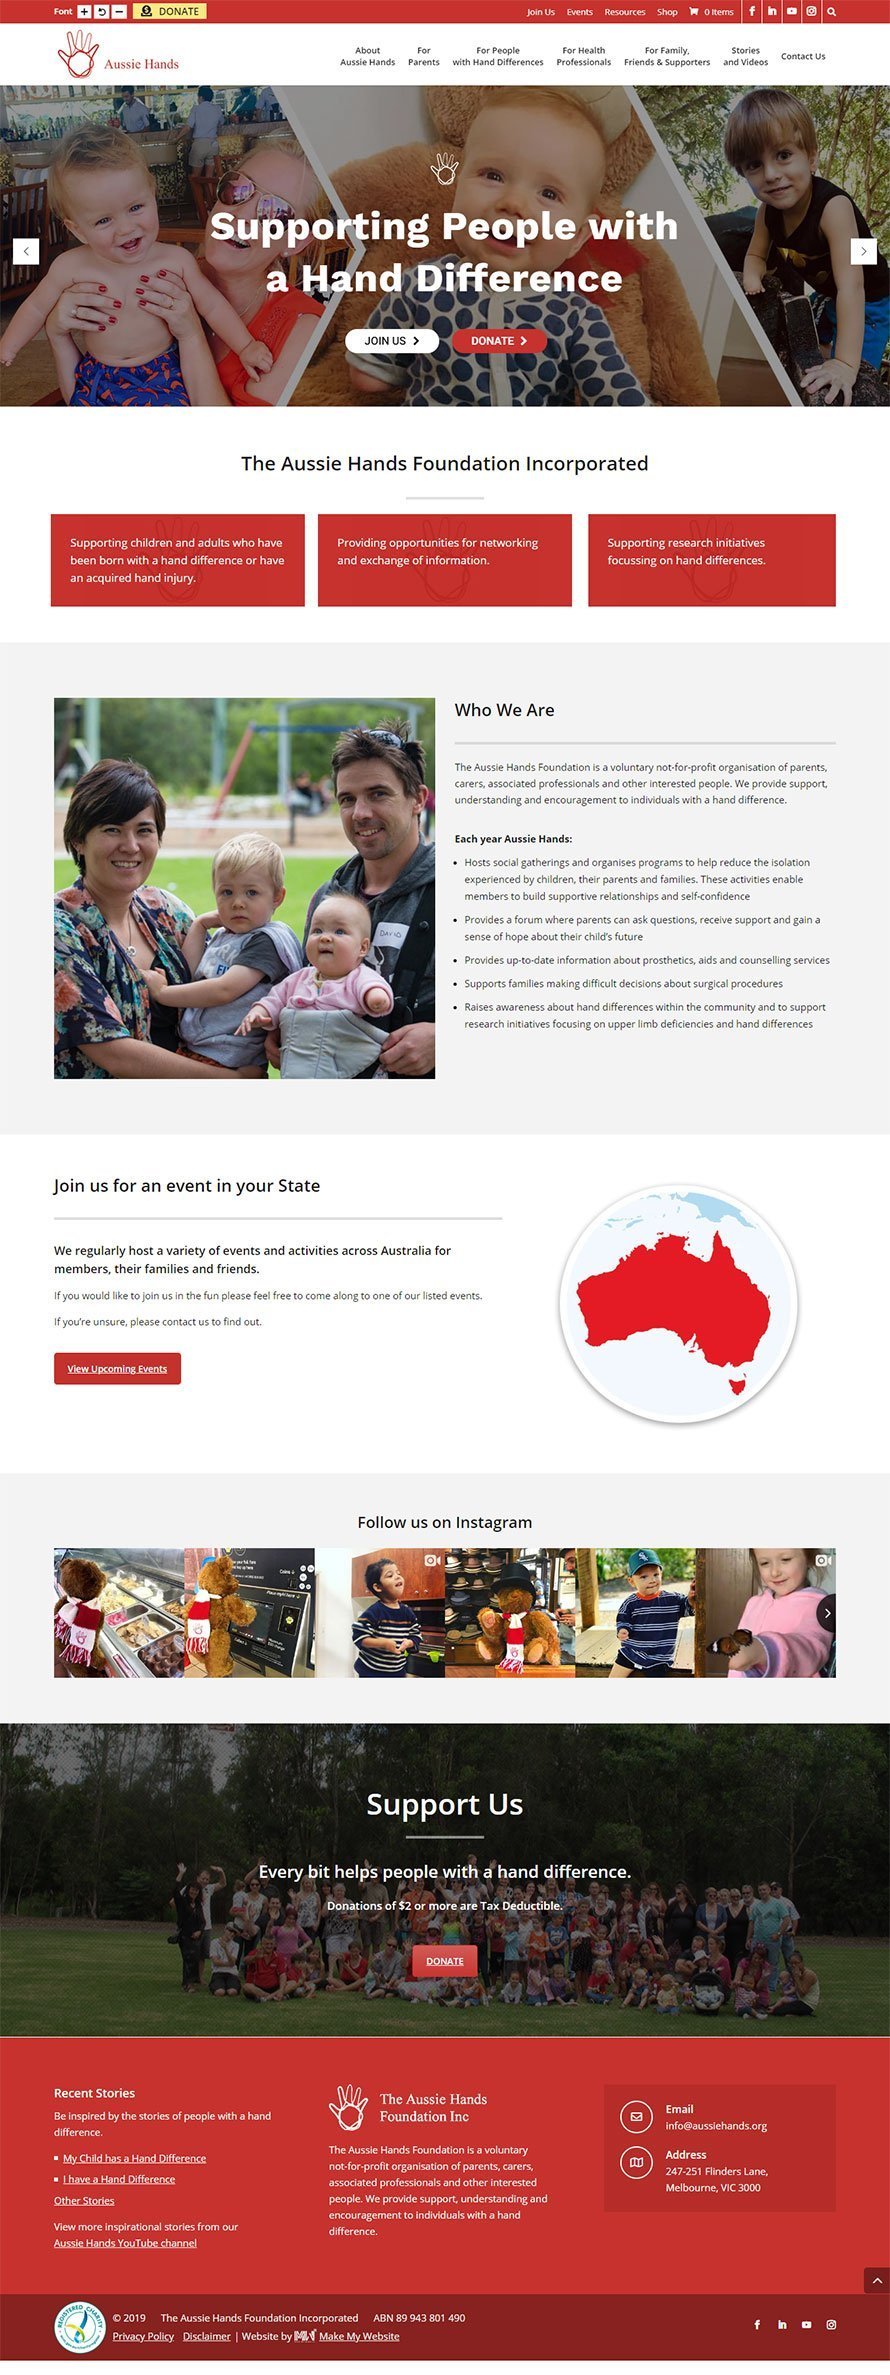 Font + - DONATE
Join Us Events Resources Shop 0 Items
Aussie Hands
About
Aussie Hands
For
Parents
For People
with Hand Differences
For Health
Professionals
For Family,
Friends & Supporters
Stories
and Videos
Contact Us
Supporting People with
a Hand Difference
JOIN US
DONATE
The Aussie Hands Foundation Incorporated
Supporting children and adults who have
been born with a hand difference or have
an acquired hand injury.
Providing opportunities for networking
and exchange of information.
Supporting research initiatives
focussing on hand differences.
DAVID
Who We Are
The Aussie Hands Foundation is a voluntary not-for-profit organisation of parents,
carers, associated professionals and other interested people. We provide support,
understanding and encouragement to individuals with a hand difference.
Each year Aussie Hands:
• Hosts social gatherings and organises programs to help reduce the isolation
experienced by children, their parents and families. These activities enable
members to build supportive relationships and self-confidence
• Provides a forum where parents can ask questions, receive support and gain a
sense of hope about their child's future
• Provides up-to-date information about prosthetics, aids and counselling services
• Supports families making difficult decisions about surgical procedures
• Raises awareness about hand differences within the community and to support
research initiatives focusing on upper limb deficiencies and hand differences
Join us for an event in your State
We regularly host a variety of events and activities across Australia for
members, their families and friends.
If you would like to join us in the fun please feel free to come along to one of our listed events.
If you're unsure, please contact us to find out.
View Upcoming Events
Follow us on Instagram
Support Us
Every bit helps people with a hand difference.
Donations of $2 or more are Tax Deductible.
DONATE
Recent Stories
Be inspired by the stories of people with a hand
difference.
My Child has a Hand Difference
I have a Hand Difference
Other Stories
View more inspirational stories from our
Aussie Hands YouTube channel
The Aussie Hands
Foundation Inc
The Aussie Hands Foundation is a voluntary
not-for-profit organisation of parents, carers,
associated professionals and other interested
people. We provide support, understanding and
encouragement to individuals with a hand
difference.
Email
info@aussiehands.org
Address
247-251 Flinders Lane,
Melbourne, VIC 3000
REGISTERED CHARITY
© 2019 The Aussie Hands Foundation Incorporated ABN 89 943 801 490
Privacy Policy Disclaimer | Website by Make My Website